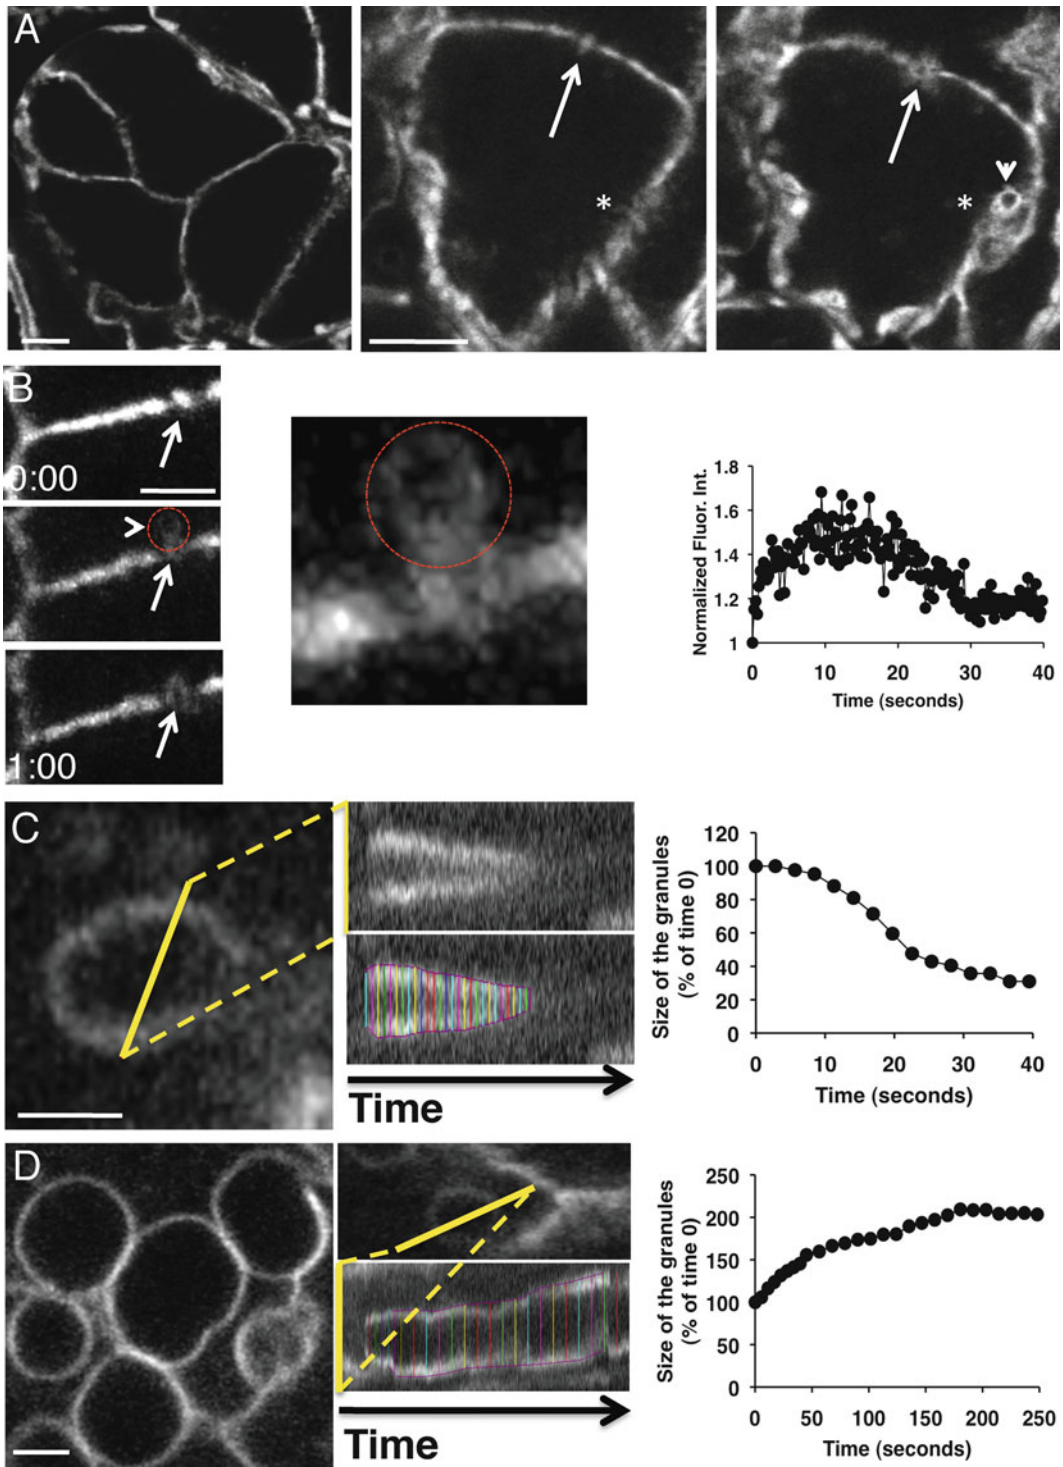 A
*
*
B
0:00
1:00
Normalized Fluor. Int.
1.8
1.6
1.4
1.2
1
0 10 20 30 40
Time (seconds)
C
Time
Size of the granules
(% of time 0)
120
100
80
60
40
20
0
0 10 20 30 40
Time (seconds)
D
Time
Size of the granules
(% of time 0)
250
200
150
100
50
0
0 50 100 150 200 250
Time (seconds)